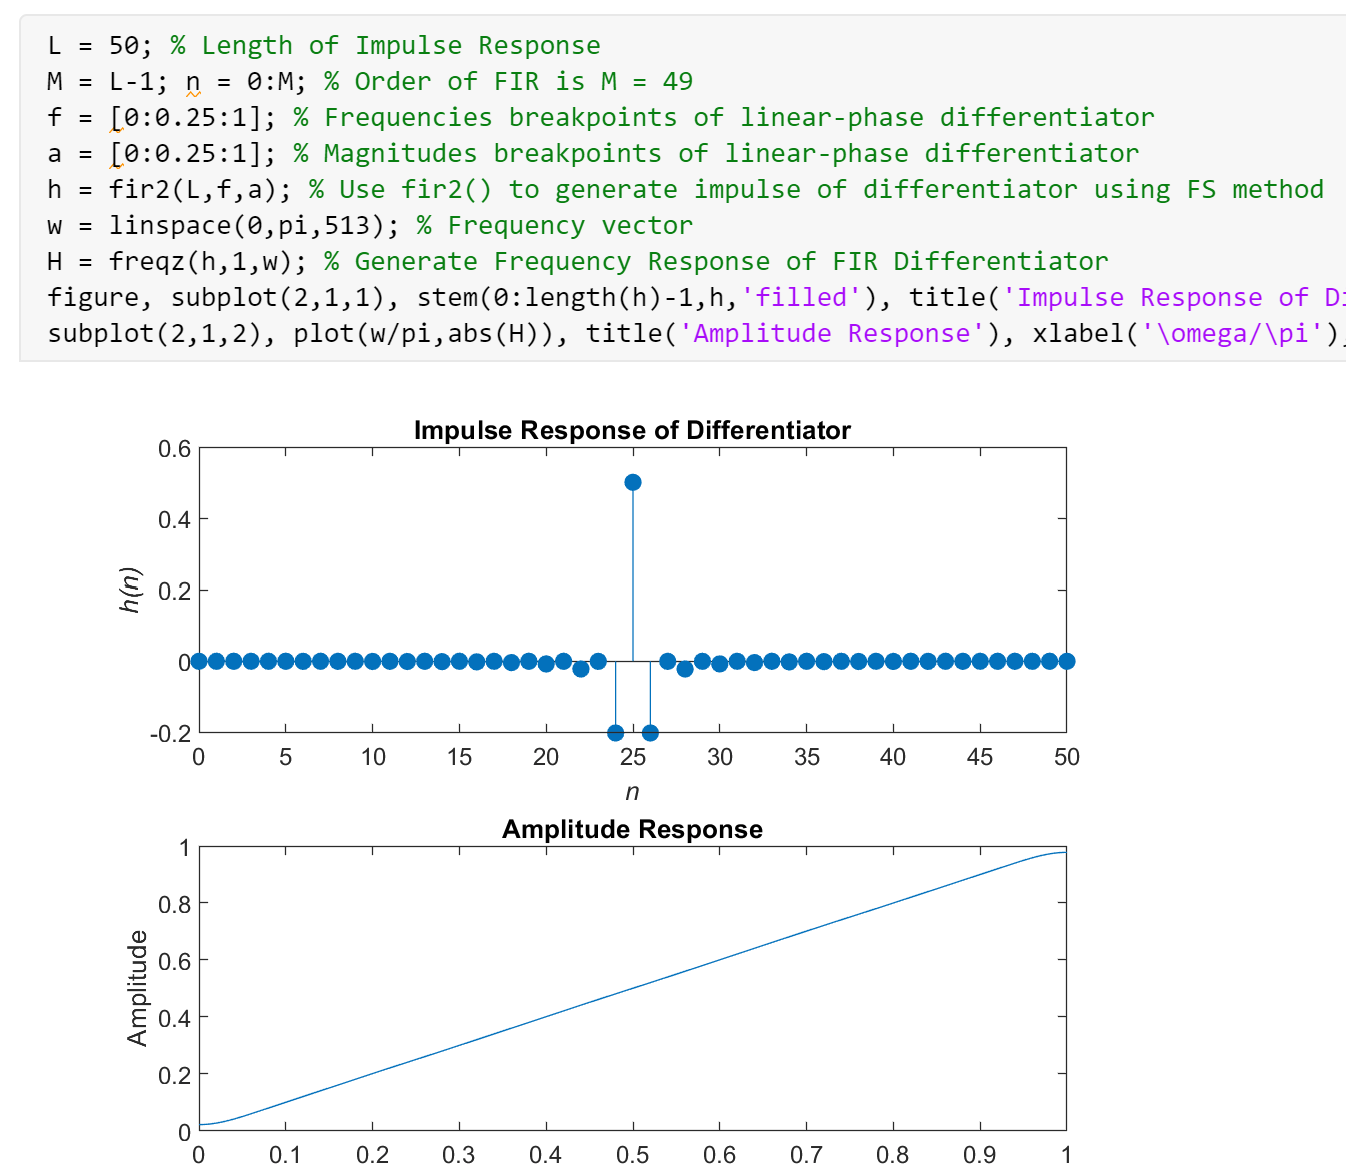 L = 50; % Length of Impulse Response
M = L-1; n = 0:M; % Order of FIR is M = 49
f = [0:0.25:1]; % Frequencies breakpoints of linear-phase differentiator
a = [0:0.25:1]; % Magnitudes breakpoints of linear-phase differentiator
h = fir2(L,f,a); % Use fir2() to generate impulse of differentiator using FS method
w = linspace(0,pi,513); % Frequency vector
H = freqz(h,1,w); % Generate Frequency Response of FIR Differentiator
figure, subplot(2,1,1), stem(0:length(h)-1,h,'filled'), title('Impulse Response of Di
subplot(2,1,2), plot(w/pi,abs(H)), title('Amplitude Response'), xlabel('\omega/\pi')
Impulse Response of Differentiator
0.6
0.4
0.2
0
-0.2
h(n)
0 5 10 15 20 25 30 35 40 45 50
n
Amplitude Response
1
0.8
0.6
0.4
0.2
0
Amplitude
0 0.1 0.2 0.3 0.4 0.5 0.6 0.7 0.8 0.9 1